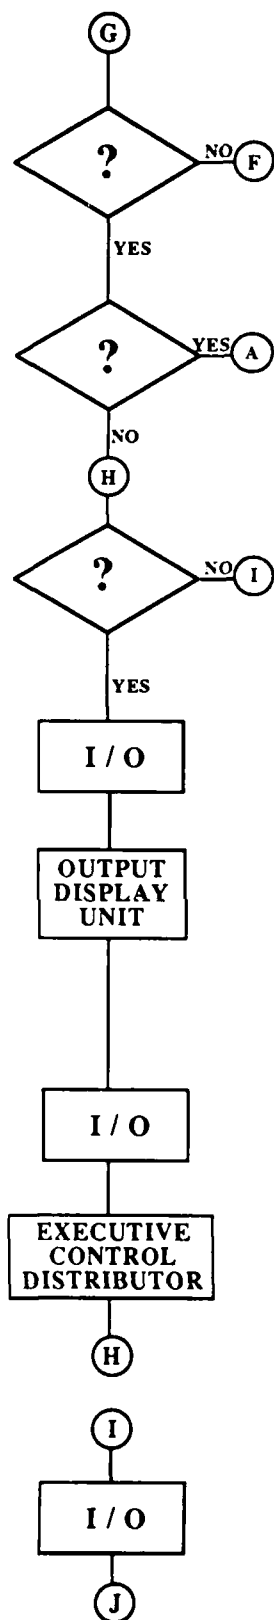 G
?
NO
F
YES
?
YES
A
NO
H
?
NO
I
YES
I / O
OUTPUT
DISPLAY
UNIT
I / O
EXECUTIVE
CONTROL
DISTRIBUTOR
H
I
I / O
J